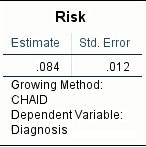 Risk
Estimate Std. Error
.084 .012
Growing Method:
CHAID
Dependent Variable:
Diagnosis